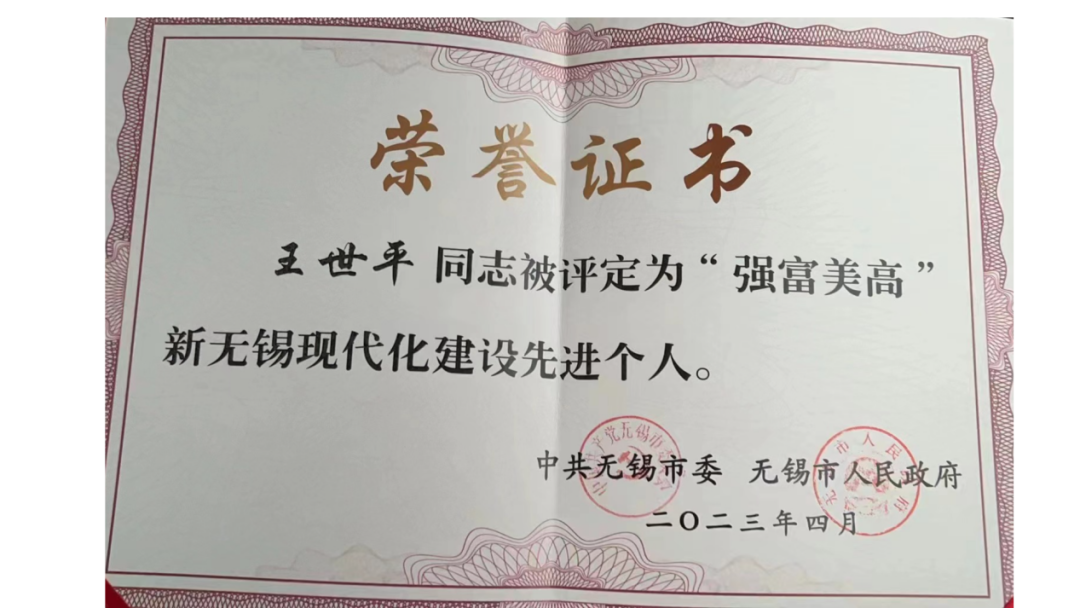 荣誉证书
王世平 同志被评定为“强富美高”
新无锡现代化建设先进个人。
中共无锡市委 无锡市人民政府
二〇二三年四月